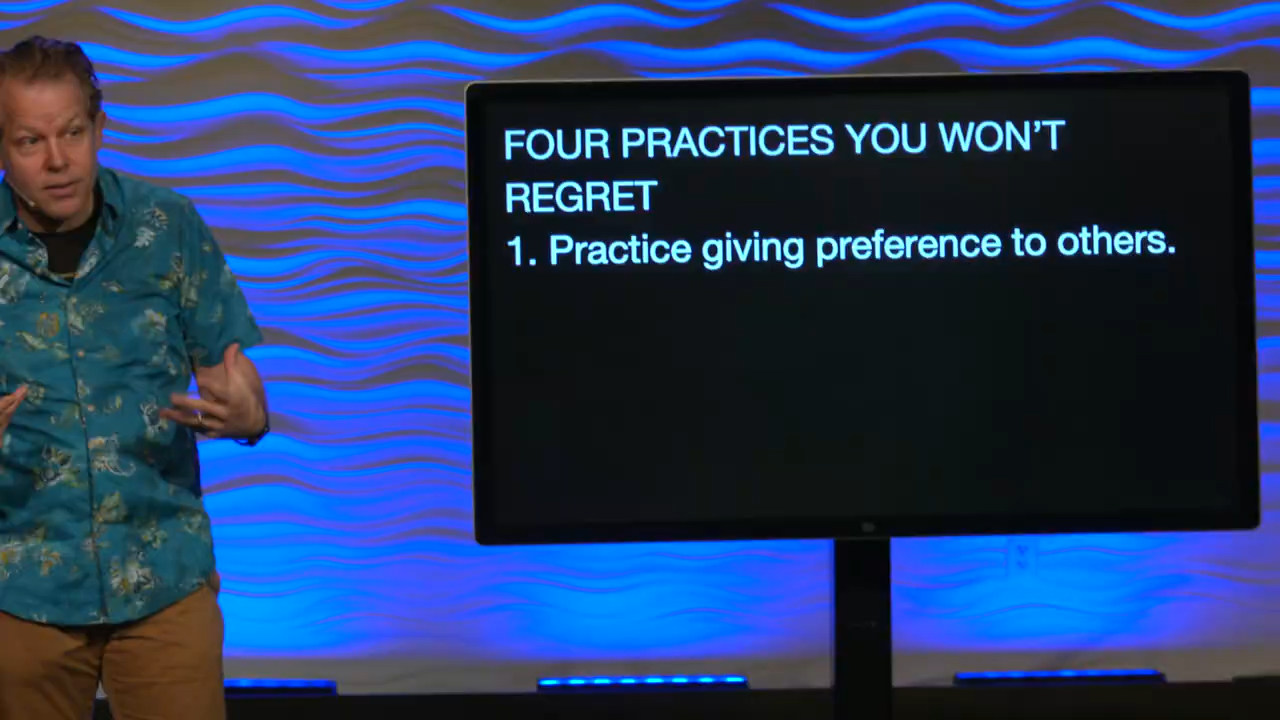 FOUR PRACTICES YOU WON’T
REGRET
1. Practice giving preference to others.